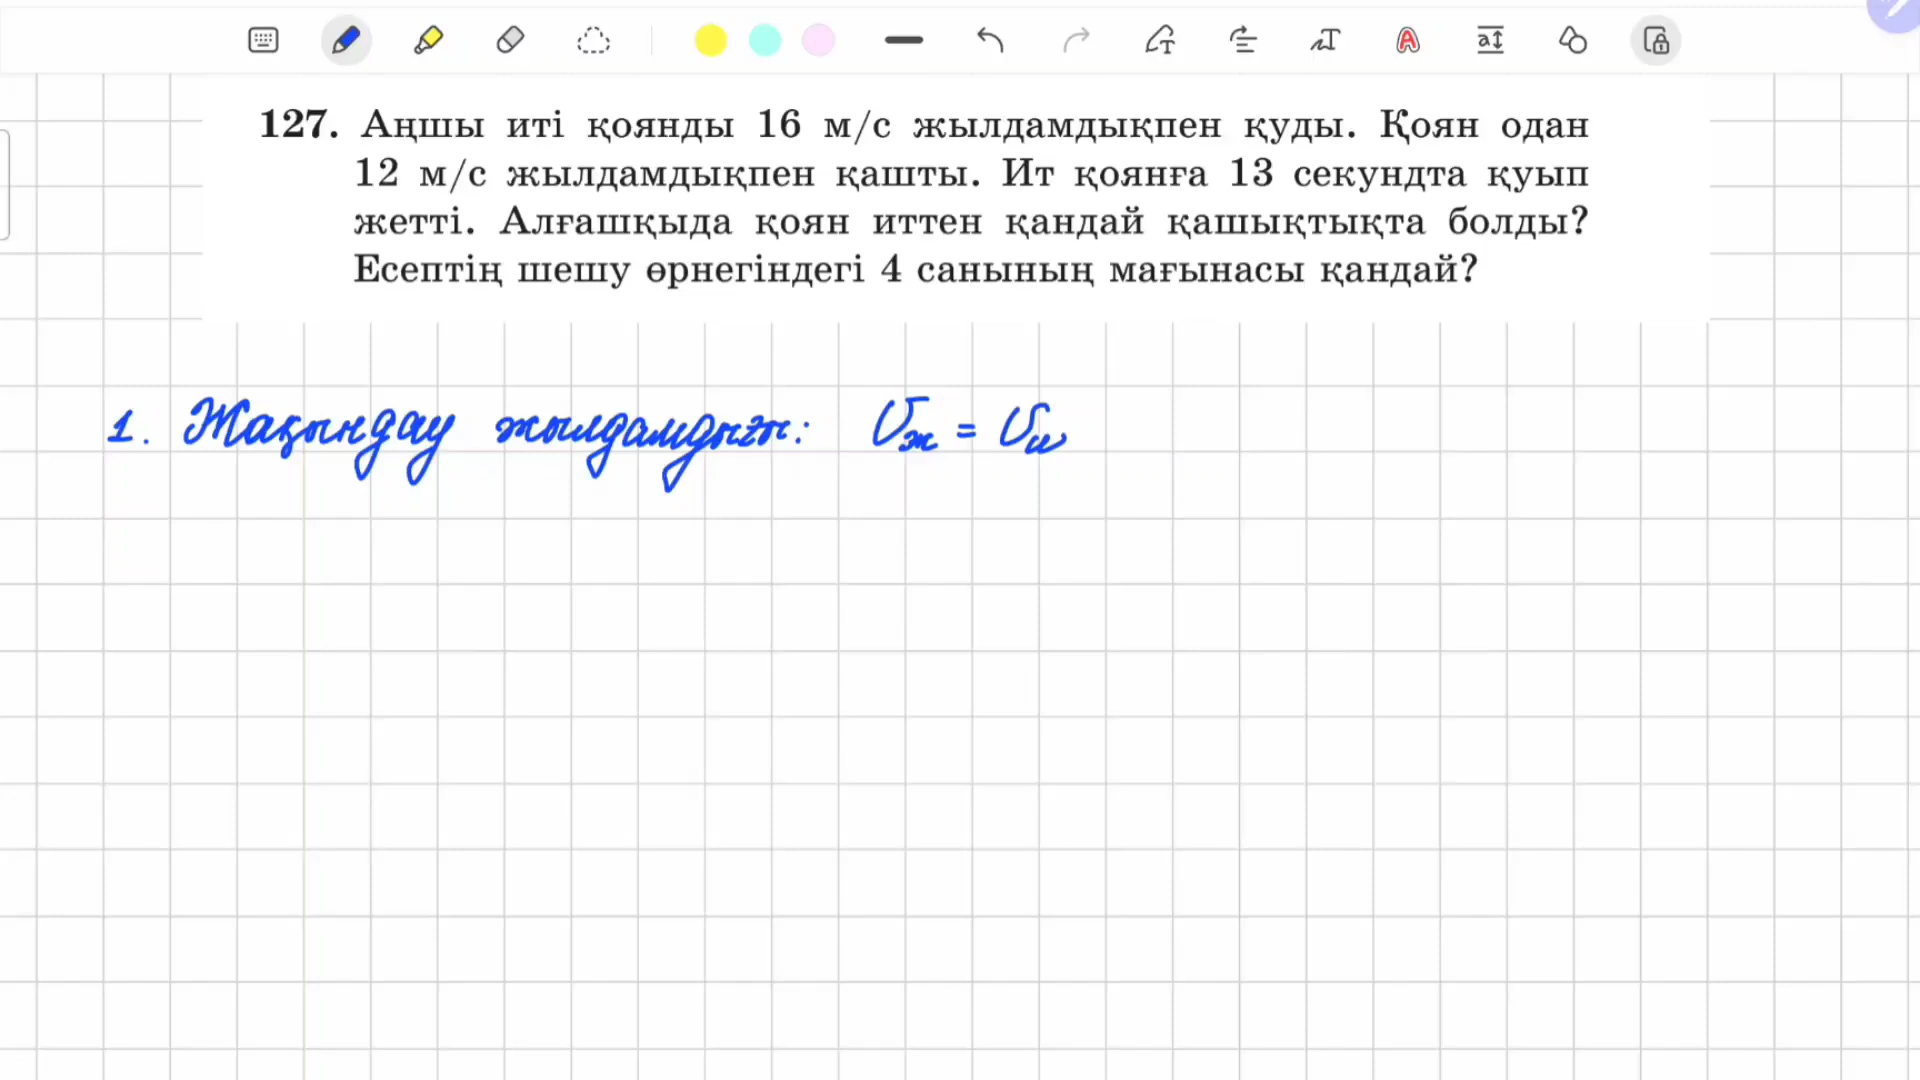 127. Аңшы иті қоянды 16 м/с жылдамдықпен қуды. Қоян одан
12 м/с жылдамдықпен қашты. Ит қоянға 13 секундта қуып
жетті. Алғашқыда қоян иттен қандай қашықтықта болды?
Есептің шешу өрнегіндегі 4 санының мағынасы қандай?
1. Жақындау жылдамдығы: Vж = Vи